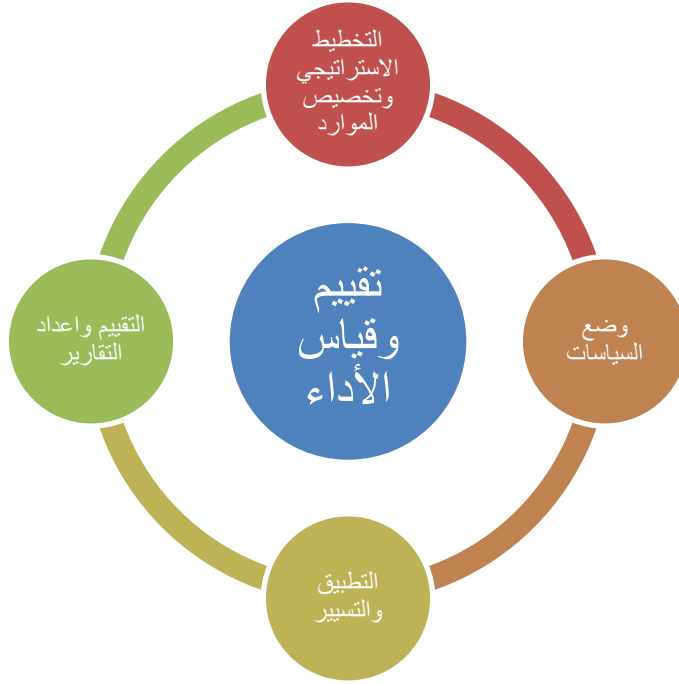 التخطيط
الاستراتيجي
وتخصيص
الموارد
وضع
السياسات
تقييم
وقياس
الأداء
التقييم واعداد
التقارير
التطبيق
والتسيير